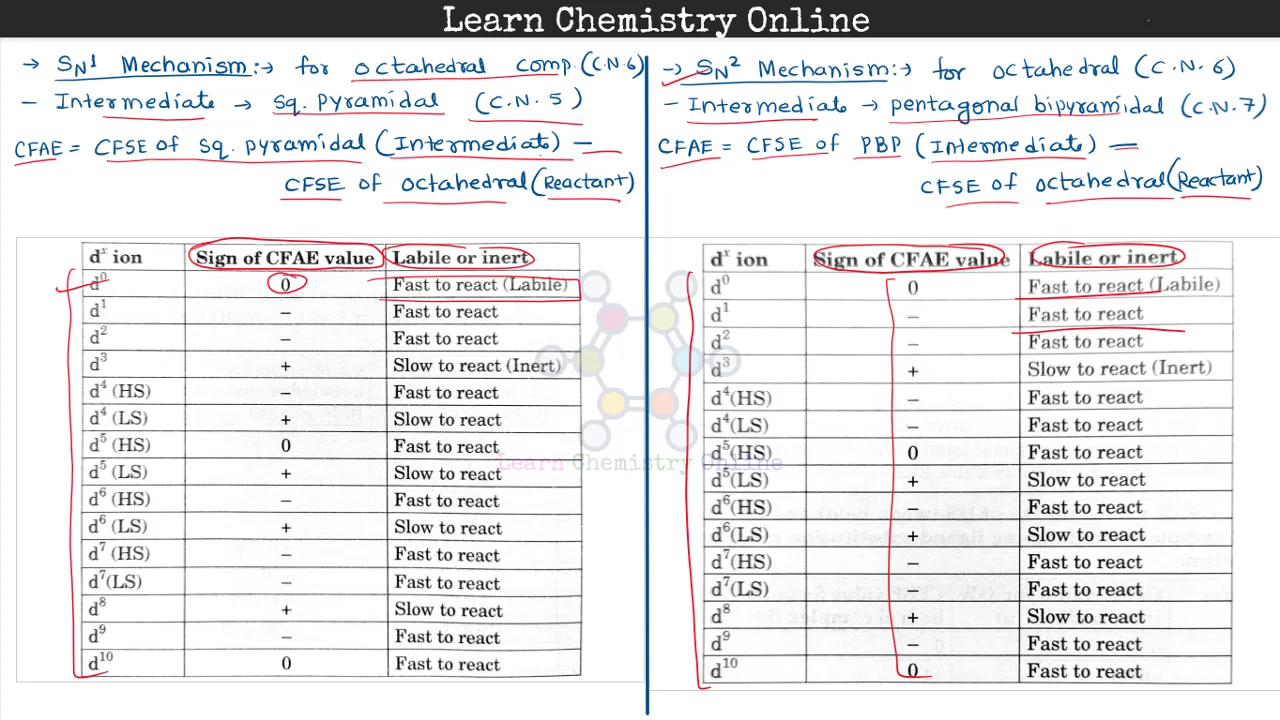 Learn Chemistry Online
→ SN1 Mechanism:→ for octahedral comp.(C.N.6)
- Intermediate → Sq. pyramidal (C.N.5)
CFAE = CFSE of Sq. pyramidal (Intermediate) —
CFSE of octahedral (Reactant)
dˣ ion Sign of CFAE value Labile or inert
d⁰ 0 Fast to react (Labile)
d¹ – Fast to react
d² – Fast to react
d³ + Slow to react (Inert)
d⁴ (HS) – Fast to react
d⁴ (LS) + Slow to react
d⁵ (HS) 0 Fast to react
d⁵ (LS) + Slow to react
d⁶ (HS) – Fast to react
d⁶ (LS) + Slow to react
d⁷ (HS) – Fast to react
d⁷(LS) – Fast to react
d⁸ + Slow to react
d⁹ – Fast to react
d¹⁰ 0 Fast to react
→ SN2 Mechanism:→ for octahedral (C.N.6)
- Intermediate → pentagonal bipyramidal (C.N.7)
CFAE = CFSE of PBP (Intermediate) —
CFSE of octahedral (Reactant)
dˣ ion Sign of CFAE value Labile or inert
d⁰ 0 Fast to react (Labile)
d¹ – Fast to react
d² – Fast to react
d³ + Slow to react (Inert)
d⁴(HS) – Fast to react
d⁴(LS) – Fast to react
d⁵(HS) 0 Fast to react
d⁵(LS) + Slow to react
d⁶(HS) – Fast to react
d⁶(LS) + Slow to react
d⁷(HS) – Fast to react
d⁷(LS) – Fast to react
d⁸ + Slow to react
d⁹ – Fast to react
d¹⁰ 0 Fast to react
Learn Chemistry Online